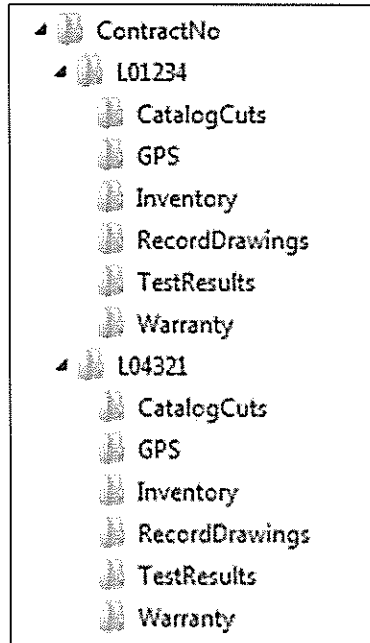 ContractNo
L01234
CatalogCuts
GPS
Inventory
RecordDrawings
TestResults
Warranty
L04321
CatalogCuts
GPS
Inventory
RecordDrawings
TestResults
Warranty